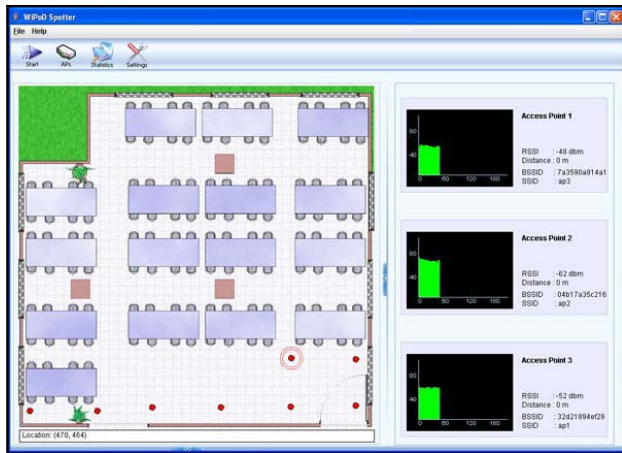 WiPoD Spotter
File Help
Start APs Statistics Settings
Access Point 1
80
40
0 60 120 180
RSSI : -48 dbm
Distance : 0 m
BSSID : 7a3590a914a1
SSID : ap3
Access Point 2
80
40
0 60 120 180
RSSI : -62 dbm
Distance : 0 m
BSSID : 04b17a35c216
SSID : ap2
Access Point 3
80
40
0 60 120 180
RSSI : -52 dbm
Distance : 0 m
BSSID : 32d21894ef29
SSID : ap1
Location: (470, 464)